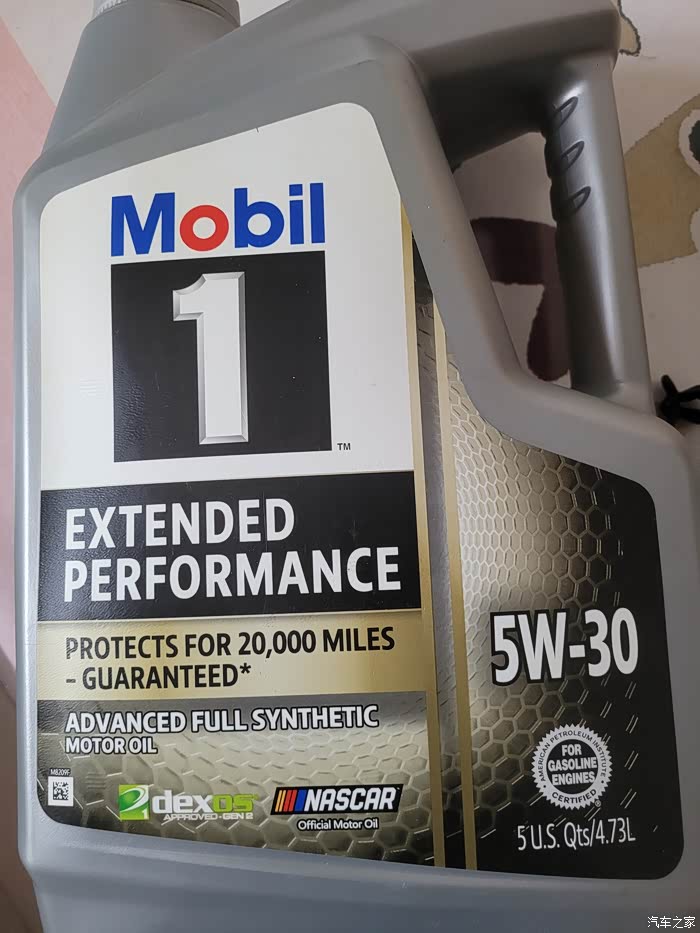 Mobil
1
TM
EXTENDED
PERFORMANCE
PROTECTS FOR 20,000 MILES
– GUARANTEED*
ADVANCED FULL SYNTHETIC
MOTOR OIL
MB209F
dexos
APPROVED-GEN 2
NASCAR
Official Motor Oil
5W-30
AMERICAN PETROLEUM INSTITUTE
FOR
GASOLINE
ENGINES
CERTIFIED
5 U.S. Qts/4.73L
汽车之家